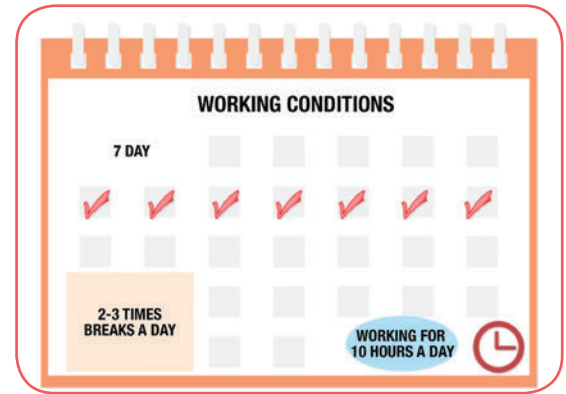 WORKING CONDITIONS
7 DAY
2-3 TIMES
BREAKS A DAY
WORKING FOR
10 HOURS A DAY